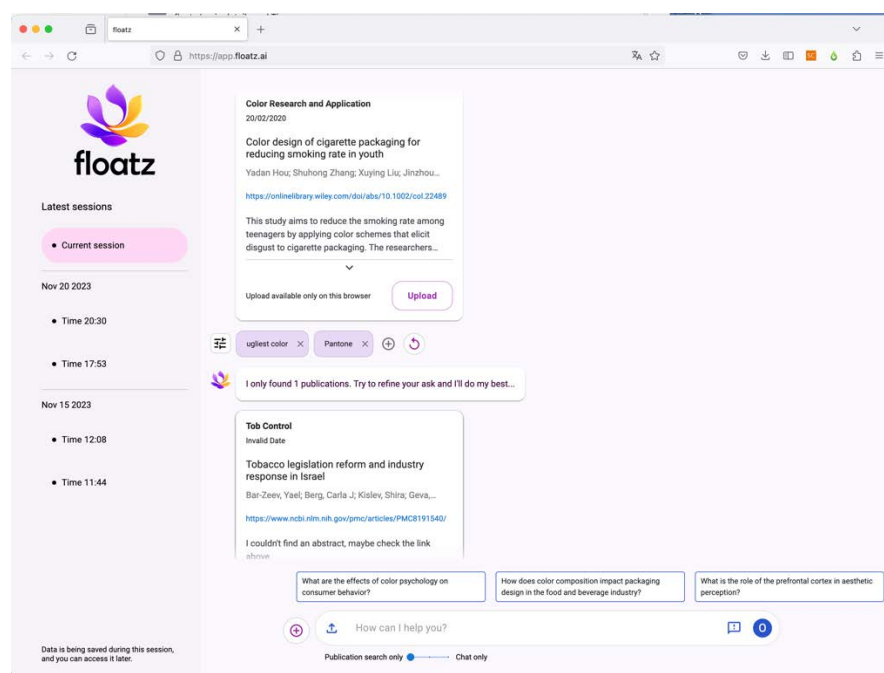 floatz
https://app.floatz.ai
floatz
Latest sessions
Current session
Nov 20 2023
Time 20:30
Time 17:53
Nov 15 2023
Time 12:08
Time 11:44
Data is being saved during this session,
and you can access it later.
Color Research and Application
20/02/2020
Color design of cigarette packaging for
reducing smoking rate in youth
Yadan Hou; Shuhong Zhang; Xuying Liu; Jinzhou...
https://onlinelibrary.wiley.com/doi/abs/10.1002/col.22489
This study aims to reduce the smoking rate among
teenagers by applying color schemes that elicit
disgust to cigarette packaging. The researchers...
Upload available only on this browser
Upload
ugliest color
Pantone
I only found 1 publications. Try to refine your ask and I'll do my best...
Tob Control
Invalid Date
Tobacco legislation reform and industry
response in Israel
Bar-Zeev, Yael; Berg, Carla J; Kislev, Shira; Geva,...
https://www.ncbi.nlm.nih.gov/pmc/articles/PMC8191540/
I couldn't find an abstract, maybe check the link
above.
What are the effects of color psychology on
consumer behavior?
How does color composition impact packaging
design in the food and beverage industry?
What is the role of the prefrontal cortex in aesthetic
perception?
How can I help you?
O
Publication search only
Chat only